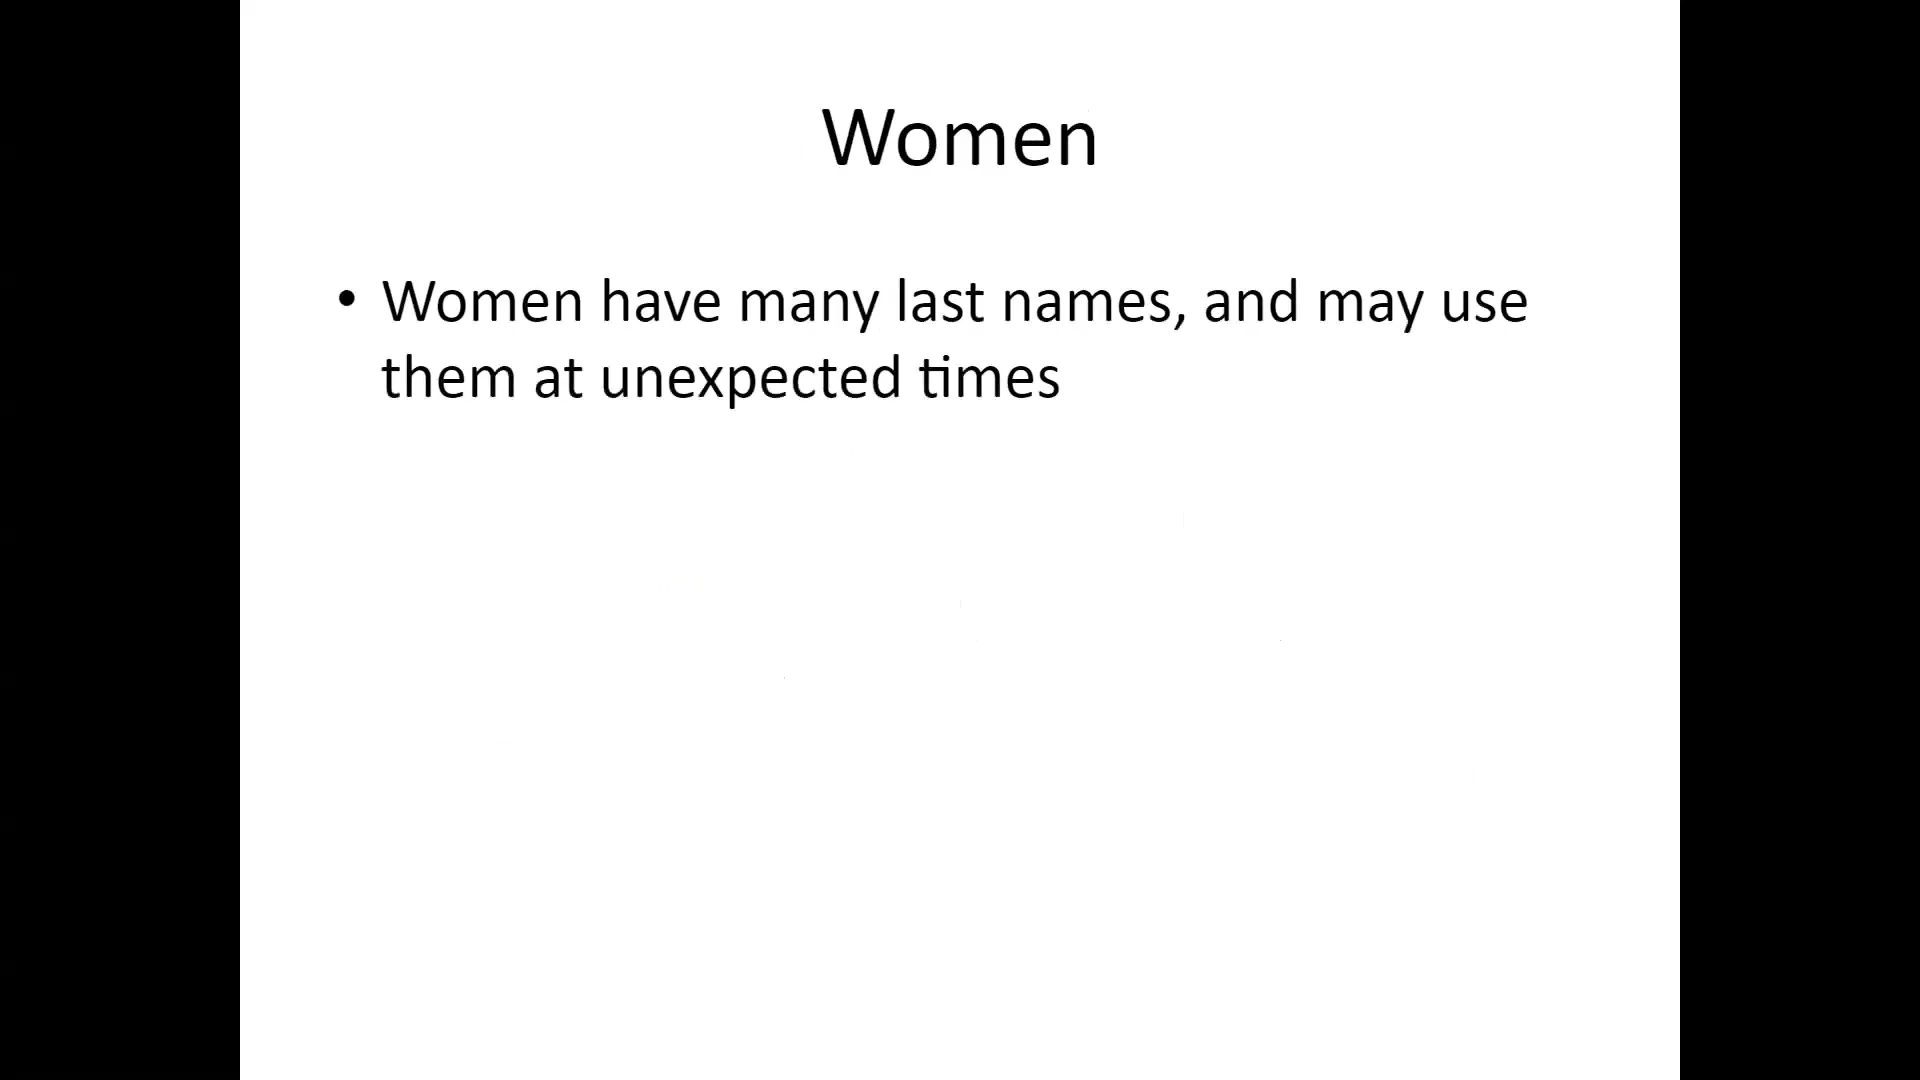 Women
• Women have many last names, and may use
them at unexpected times